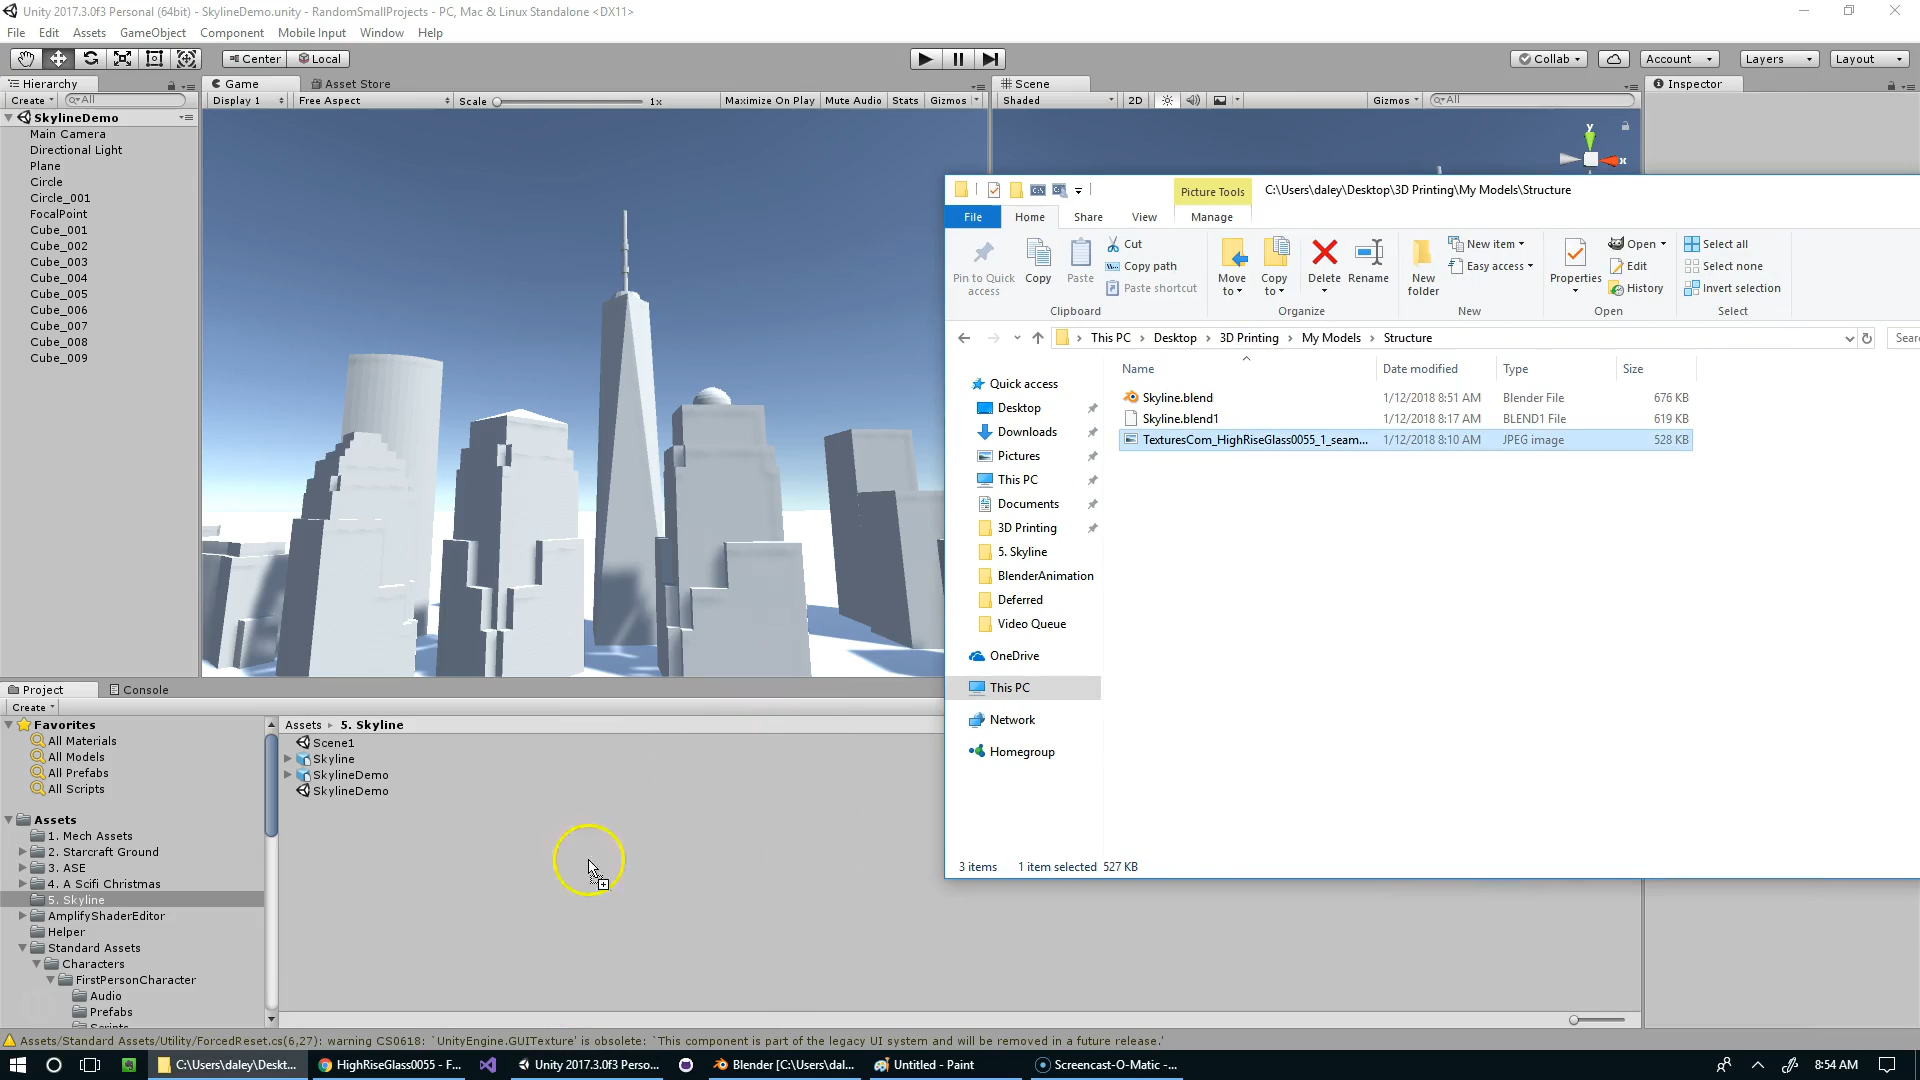 Unity 2017.3.0f3 Personal (64bit) - SkylineDemo.unity - RandomSmallProjects - PC, Mac & Linux Standalone <DX11>
File Edit Assets GameObject Component Mobile Input Window Help
Center Local Collab Account Layers Layout
Hierarchy Game Asset Store Scene Inspector
Create All Display 1 Free Aspect Scale 1x Maximize On Play Mute Audio Stats Gizmos Shaded 2D Gizmos All
SkylineDemo
Main Camera
Directional Light
Plane
Circle
Circle_001
FocalPoint
Cube_001
Cube_002
Cube_003
Cube_004
Cube_005
Cube_006
Cube_007
Cube_008
Cube_009
y
x
Picture Tools C:\Users\daley\Desktop\3D Printing\My Models\Structure
File Home Share View Manage
Pin to Quick access
Copy
Paste
Cut
Copy path
Paste shortcut
Clipboard
Move to
Copy to
Delete
Rename
Organize
New folder
New item
Easy access
New
Properties
Open
Edit
History
Open
Select all
Select none
Invert selection
Select
This PC Desktop 3D Printing My Models Structure Sear
Name Date modified Type Size
Skyline.blend 1/12/2018 8:51 AM Blender File 676 KB
Skyline.blend1 1/12/2018 8:17 AM BLEND1 File 619 KB
TexturesCom_HighRiseGlass0055_1_seam... 1/12/2018 8:10 AM JPEG image 528 KB
Quick access
Desktop
Downloads
Pictures
This PC
Documents
3D Printing
5. Skyline
BlenderAnimation
Deferred
Video Queue
OneDrive
This PC
Network
Homegroup
3 items 1 item selected 527 KB
Project Console
Create
Favorites
All Materials
All Models
All Prefabs
All Scripts
Assets
1. Mech Assets
2. Starcraft Ground
3. ASE
4. A Scifi Christmas
5. Skyline
AmplifyShaderEditor
Helper
Standard Assets
Characters
FirstPersonCharacter
Audio
Prefabs
Scripts
Assets 5. Skyline
Scene1
Skyline
SkylineDemo
SkylineDemo
Assets/Standard Assets/Utility/ForcedReset.cs(6,27): warning CS0618: `UnityEngine.GUITexture' is obsolete: `This component is part of the legacy UI system and will be removed in a future release.'
C:\Users\daley\Deskt... HighRiseGlass0055 - F... Unity 2017.3.0f3 Perso... Blender [C:\Users\dal... Untitled - Paint Screencast-O-Matic -... 8:54 AM